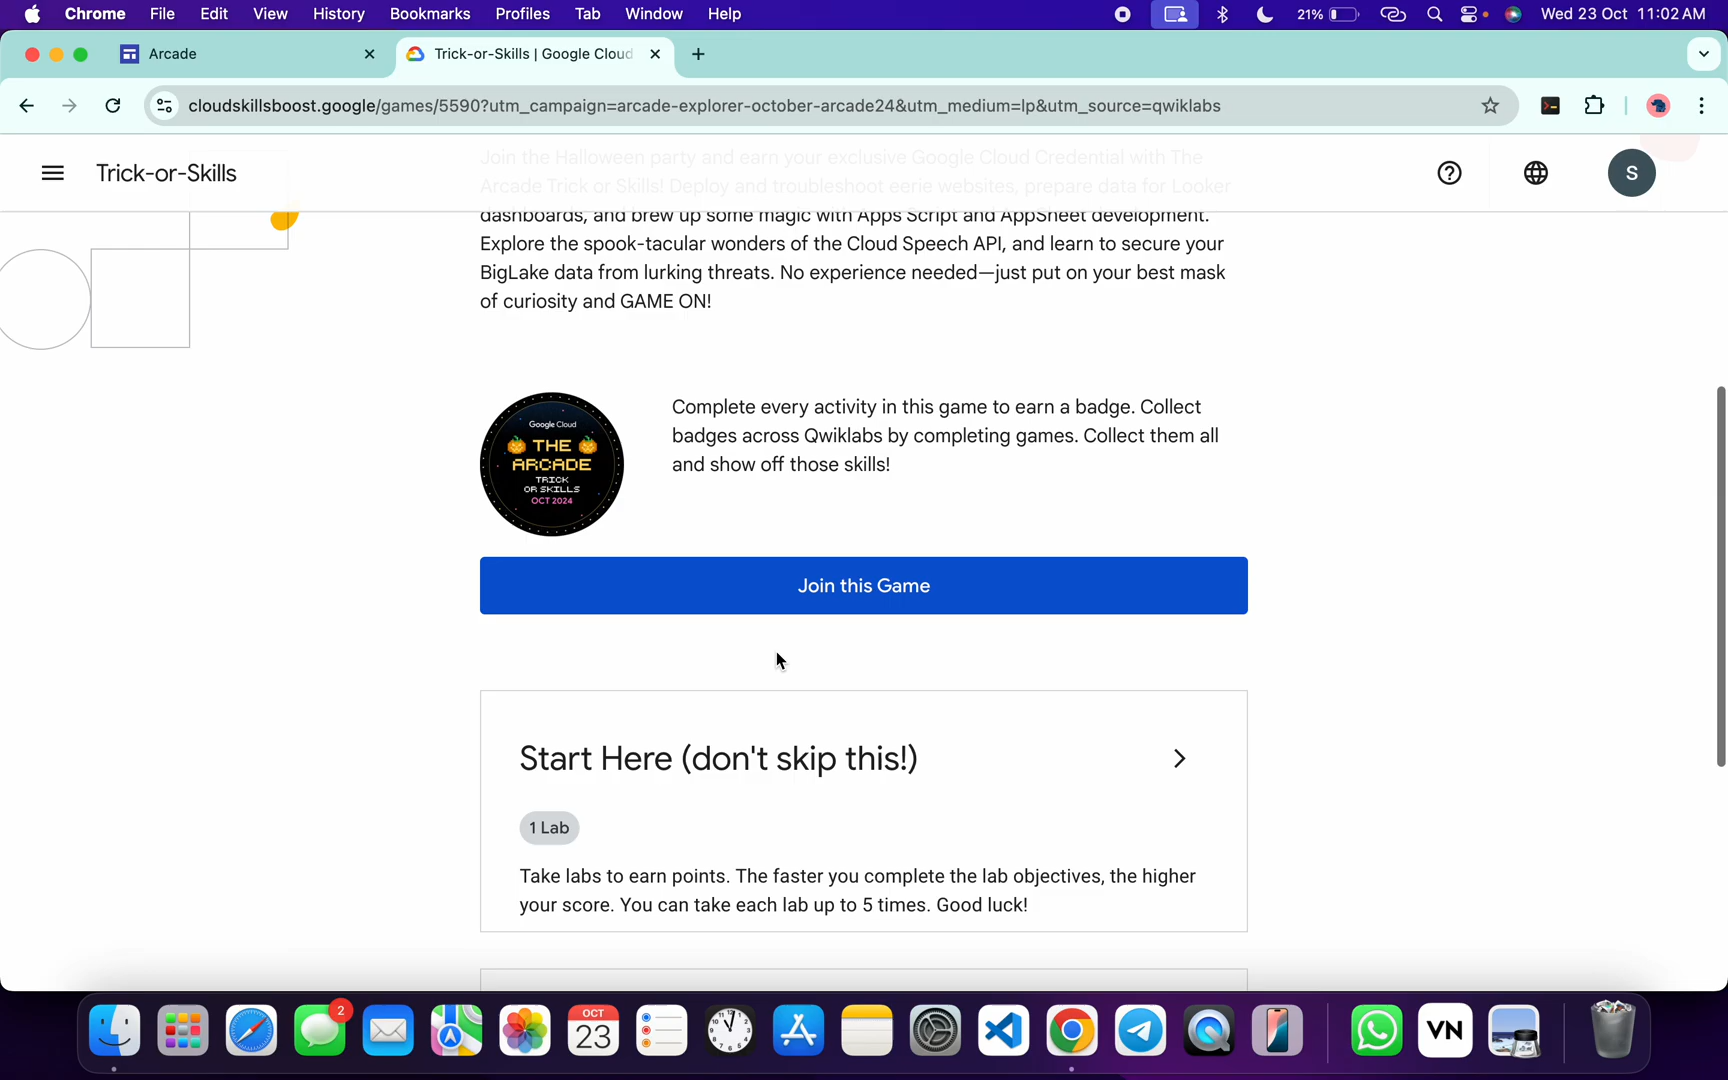 Chrome File Edit View History Bookmarks Profiles Tab Window Help 21% Wed 23 Oct 11:02 AM
Arcade
Trick-or-Skills | Google Cloud
cloudskillsboost.google/games/5590?utm_campaign=arcade-explorer-october-arcade24&utm_medium=lp&utm_source=qwiklabs
Trick-or-Skills
S
Join the Halloween party and earn your exclusive Google Cloud Credential with The
Arcade Trick or Skills! Deploy and troubleshoot eerie websites, prepare data for Looker
dashboards, and brew up some magic with Apps Script and AppSheet development.
Explore the spook-tacular wonders of the Cloud Speech API, and learn to secure your
BigLake data from lurking threats. No experience needed—just put on your best mask
of curiosity and GAME ON!
Google Cloud
THE
ARCADE
TRICK
OR SKILLS
OCT 2024
Complete every activity in this game to earn a badge. Collect
badges across Qwiklabs by completing games. Collect them all
and show off those skills!
Join this Game
Start Here (don't skip this!)
1 Lab
Take labs to earn points. The faster you complete the lab objectives, the higher
your score. You can take each lab up to 5 times. Good luck!
2
OCT
23
VN